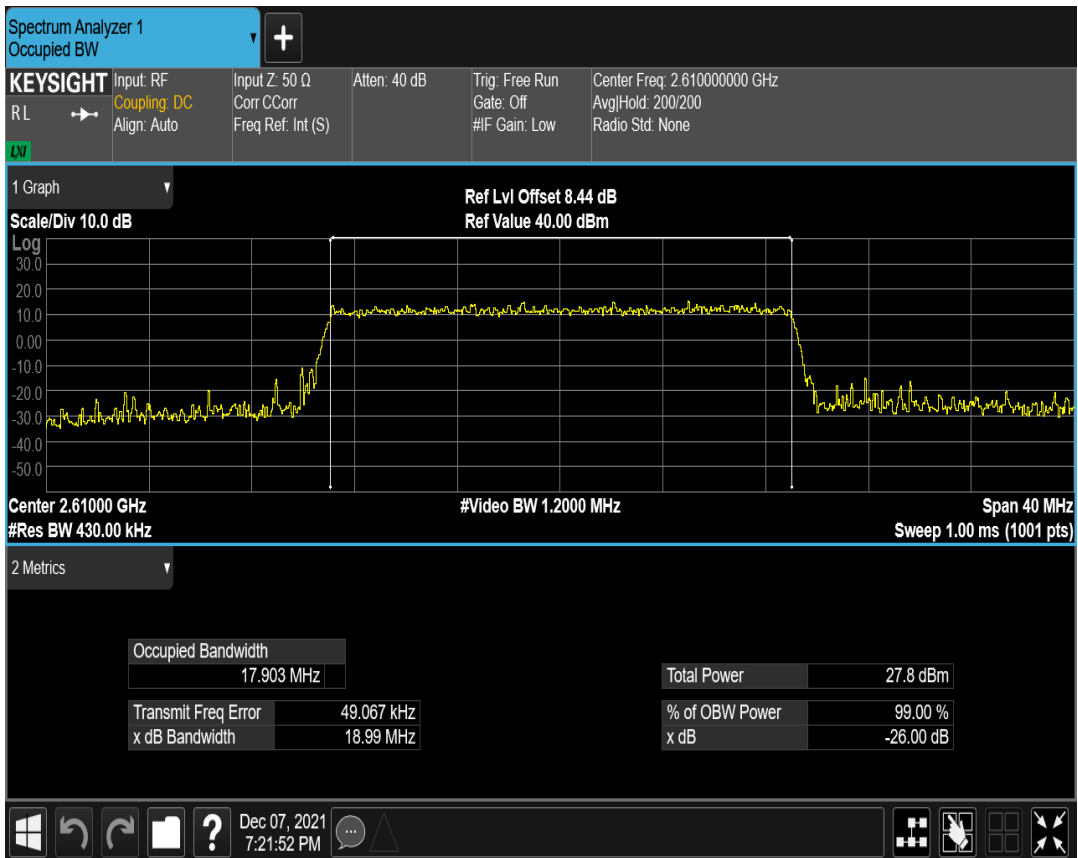 Spectrum Analyzer 1
Occupied BW
KEYSIGHT
R L
LXI
Input: RF
Coupling: DC
Align: Auto
Input Z: 50 Ω
Corr CCorr
Freq Ref: Int (S)
Atten: 40 dB
Trig: Free Run
Gate: Off
#IF Gain: Low
Center Freq: 2.610000000 GHz
Avg|Hold: 200/200
Radio Std: None
1 Graph
Scale/Div 10.0 dB
Ref Lvl Offset 8.44 dB
Ref Value 40.00 dBm
Log
30.0
20.0
10.0
0.00
-10.0
-20.0
-30.0
-40.0
-50.0
Center 2.61000 GHz
#Video BW 1.2000 MHz
Span 40 MHz
#Res BW 430.00 kHz
Sweep 1.00 ms (1001 pts)
2 Metrics
Occupied Bandwidth
17.903 MHz
Transmit Freq Error 49.067 kHz
x dB Bandwidth 18.99 MHz
Total Power 27.8 dBm
% of OBW Power 99.00 %
x dB -26.00 dB
?
Dec 07, 2021
7:21:52 PM